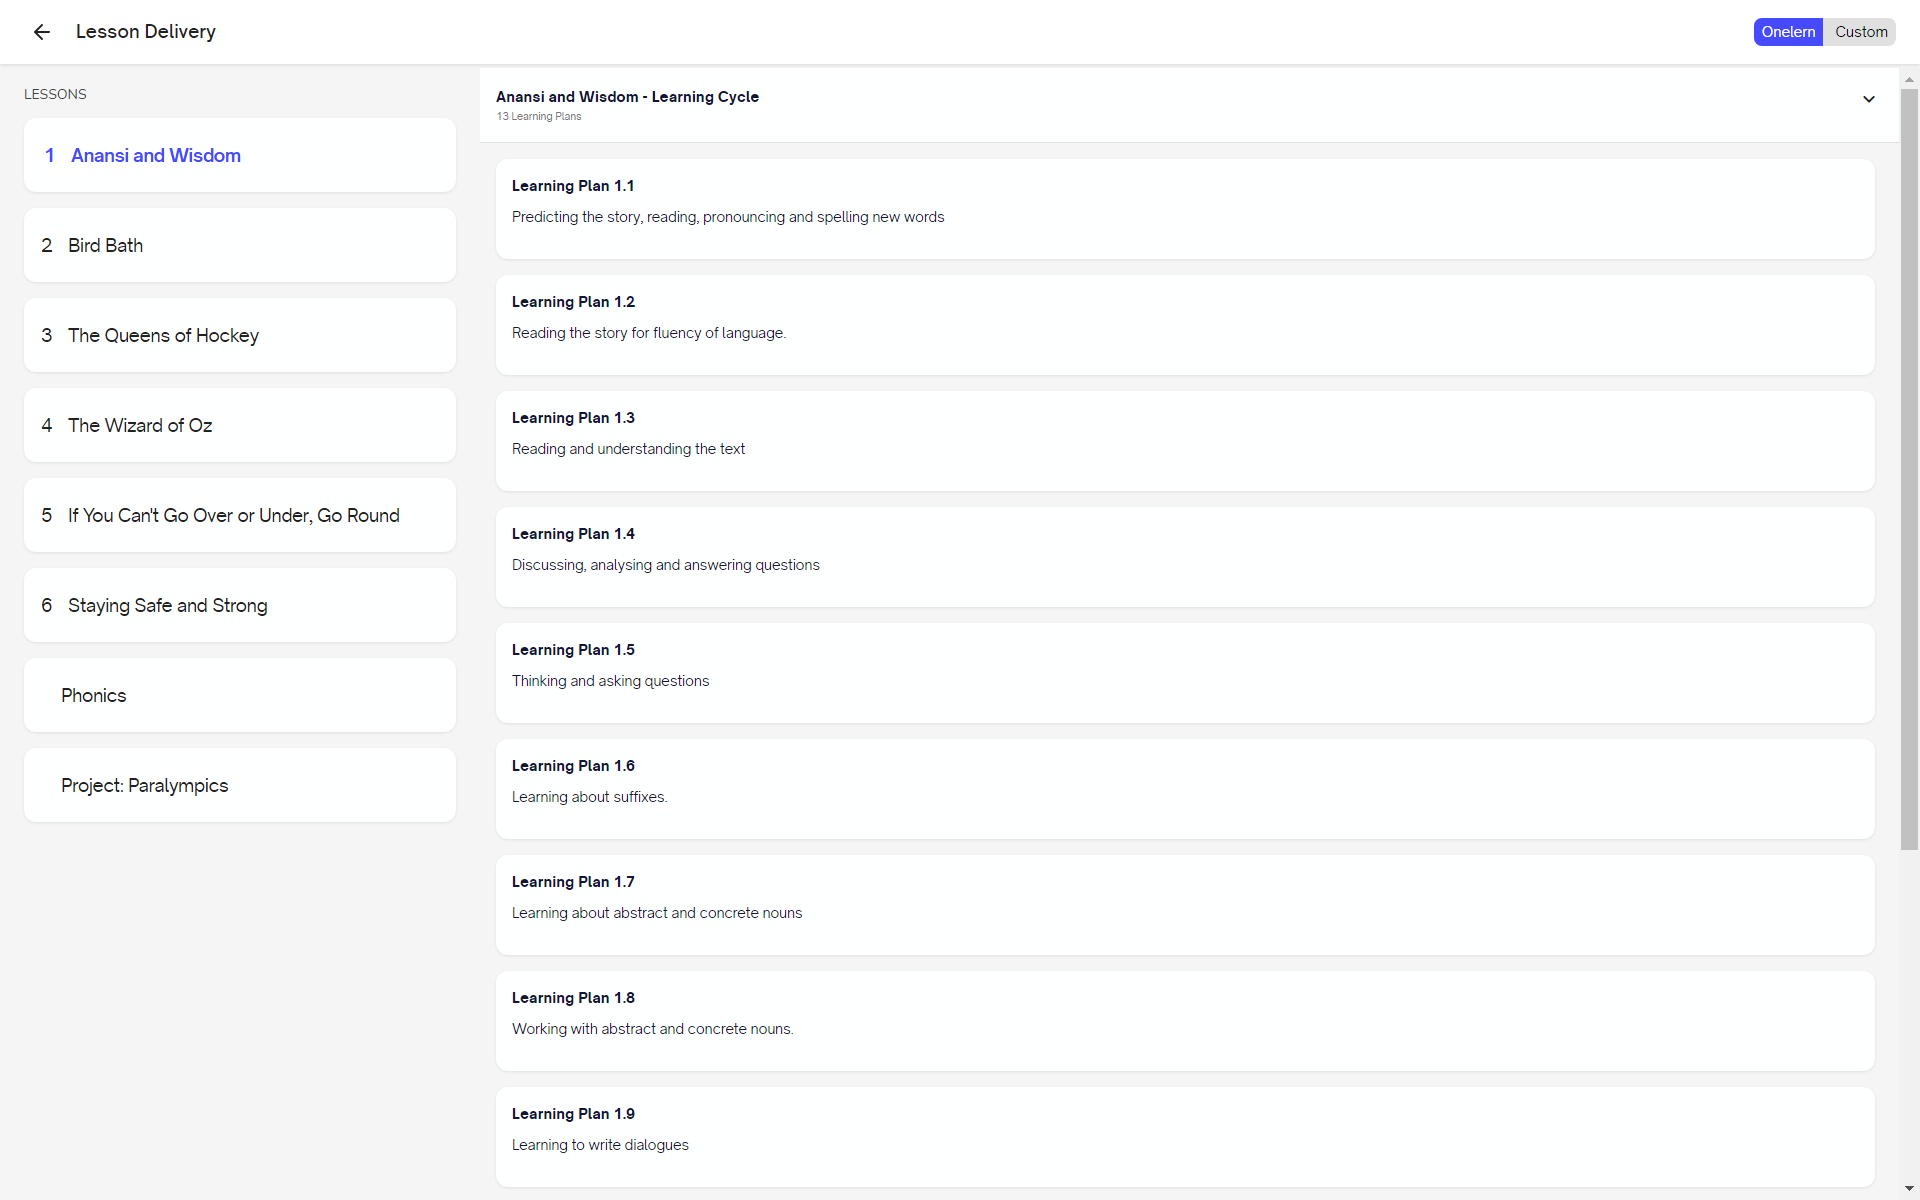 Lesson Delivery
Onelern
Custom
LESSONS
1 Anansi and Wisdom
2 Bird Bath
3 The Queens of Hockey
4 The Wizard of Oz
5 If You Can't Go Over or Under, Go Round
6 Staying Safe and Strong
Phonics
Project: Paralympics
Anansi and Wisdom - Learning Cycle
13 Learning Plans
Learning Plan 1.1
Predicting the story, reading, pronouncing and spelling new words
Learning Plan 1.2
Reading the story for fluency of language.
Learning Plan 1.3
Reading and understanding the text
Learning Plan 1.4
Discussing, analysing and answering questions
Learning Plan 1.5
Thinking and asking questions
Learning Plan 1.6
Learning about suffixes.
Learning Plan 1.7
Learning about abstract and concrete nouns
Learning Plan 1.8
Working with abstract and concrete nouns.
Learning Plan 1.9
Learning to write dialogues